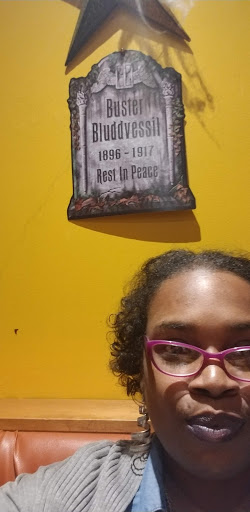 Buster
Bluddvessil
1896 - 1917
Rest In Peace